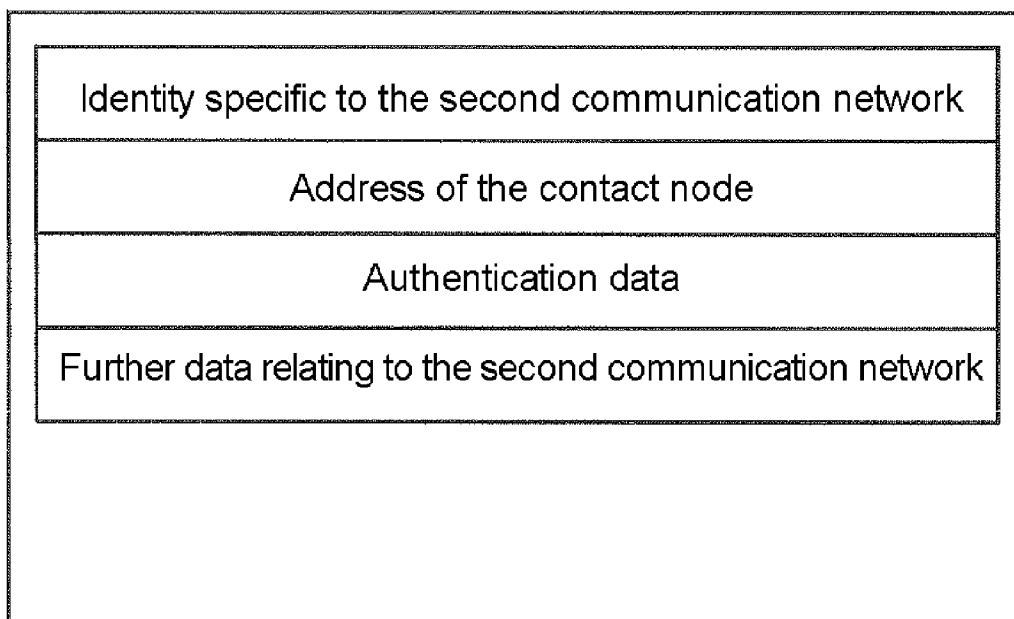 Identity specific to the second communication network
Address of the contact node
Authentication data
Further data relating to the second communication network